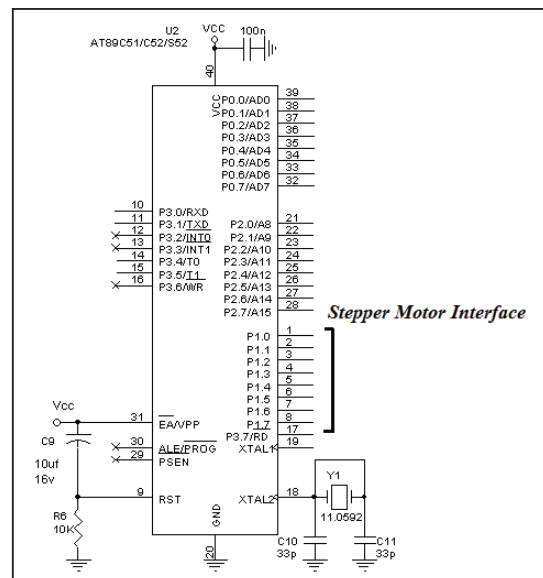 U2
AT89C51/C52/S52
VCC
100n
40
VCC
P0.0/AD0 39
P0.1/AD1 38
P0.2/AD2 37
P0.3/AD3 36
P0.4/AD4 35
P0.5/AD5 34
P0.6/AD6 33
P0.7/AD7 32
10 P3.0/RXD
11 P3.1/TXD
12 P3.2/INT0
13 P3.3/INT1
14 P3.4/T0
15 P3.5/T1
16 P3.6/WR
P2.0/A8 21
P2.1/A9 22
P2.2/A10 23
P2.3/A11 24
P2.4/A12 25
P2.5/A13 26
P2.6/A14 27
P2.7/A15 28
Stepper Motor Interface
P1.0 1
P1.1 2
P1.2 3
P1.3 4
P1.4 5
P1.5 6
P1.6 7
P1.7 8
P3.7/RD 17
XTAL1 19
Vcc
31 EA/VPP
C9
10uf
16v
30 ALE/PROG
29 PSEN
9 RST
XTAL2 18
Y1
11.0592
R6
10K
GND
20
C10
33p
C11
33p